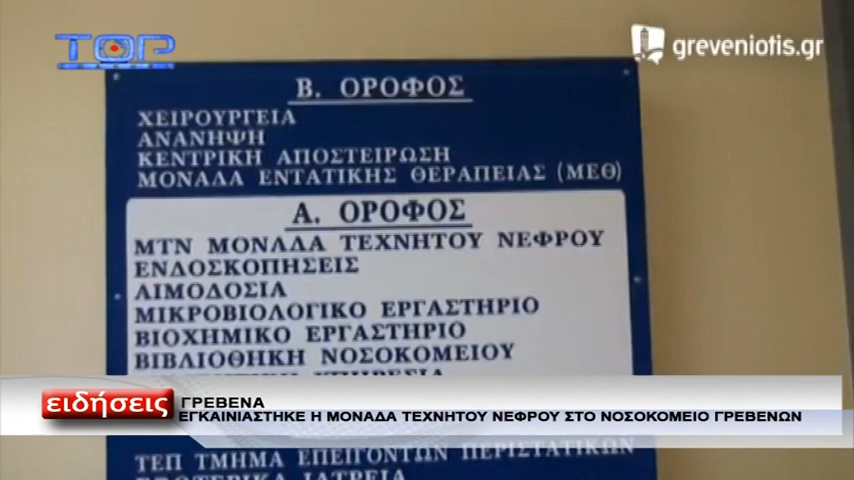 TOP
greveniotis.gr
Β. ΟΡΟΦΟΣ
ΧΕΙΡΟΥΡΓΕΙΑ
ΑΝΑΝΗΨΗ
ΚΕΝΤΡΙΚΗ ΑΠΟΣΤΕΙΡΩΣΗ
ΜΟΝΑΔΑ ΕΝΤΑΤΙΚΗΣ ΘΕΡΑΠΕΙΑΣ (ΜΕΘ)
Α. ΟΡΟΦΟΣ
ΜΤΝ ΜΟΝΑΔΑ ΤΕΧΝΗΤΟΥ ΝΕΦΡΟΥ
ΕΝΔΟΣΚΟΠΗΣΕΙΣ
ΑΙΜΟΔΟΣΙΑ
ΜΙΚΡΟΒΙΟΛΟΓΙΚΟ ΕΡΓΑΣΤΗΡΙΟ
ΒΙΟΧΗΜΙΚΟ ΕΡΓΑΣΤΗΡΙΟ
ΒΙΒΛΙΟΘΗΚΗ ΝΟΣΟΚΟΜΕΙΟΥ
ειδήσεις
ΓΡΕΒΕΝΑ
ΕΓΚΑΙΝΙΑΣΤΗΚΕ Η ΜΟΝΑΔΑ ΤΕΧΝΗΤΟΥ ΝΕΦΡΟΥ ΣΤΟ ΝΟΣΟΚΟΜΕΙΟ ΓΡΕΒΕΝΩΝ
ΤΕΠ ΤΜΗΜΑ ΕΠΕΙΓΟΝΤΩΝ ΠΕΡΙΣΤΑΤΙΚΩΝ
ΙΑΤΡΕΙΑ